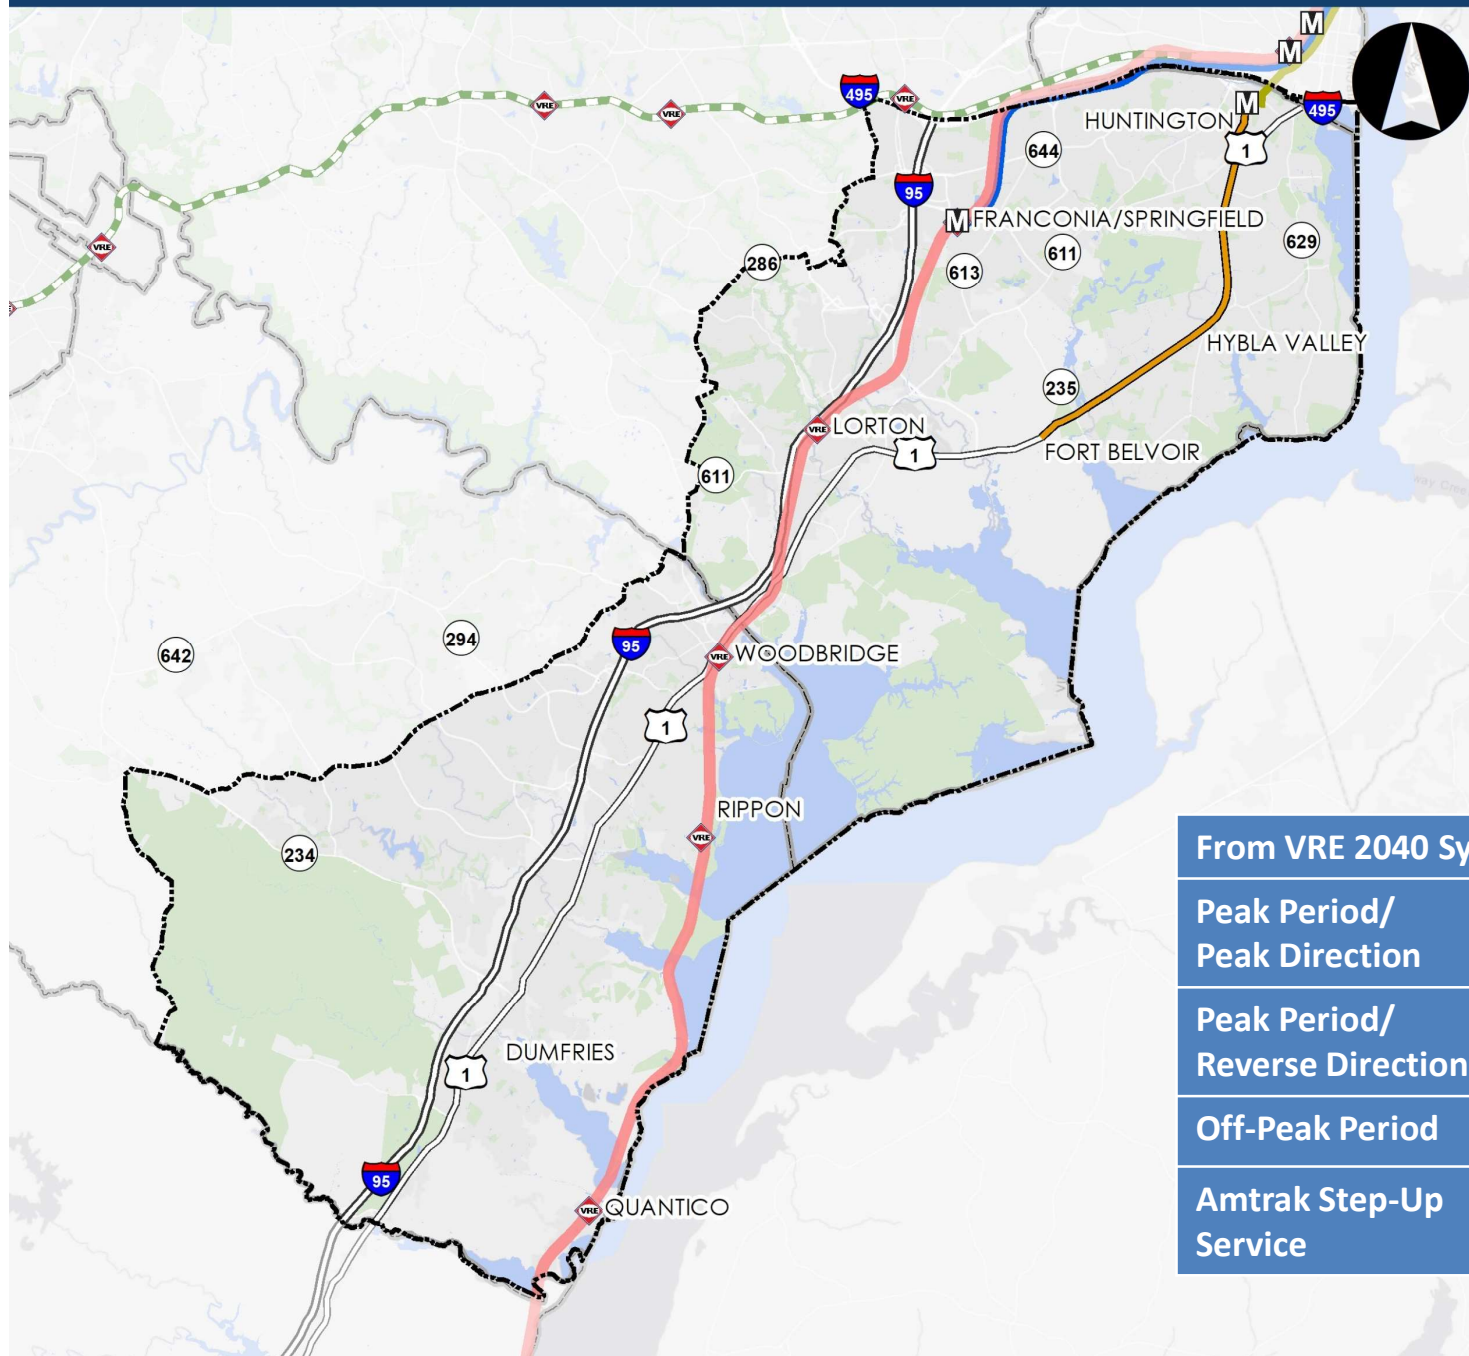 M
M
495
VRE
VRE
VRE
M
495
HUNTINGTON
1
644
95
M FRANCONIA/SPRINGFIELD
629
VRE
286
613
611
HYBLA VALLEY
235
VRE LORTON
1
FORT BELVOIR
611
294
95
642
VRE WOODBRIDGE
1
RIPPON
VRE
234
From VRE 2040 Sy
Peak Period/
Peak Direction
Peak Period/
Reverse Direction
Off-Peak Period
Amtrak Step-Up
Service
DUMFRIES
1
95
VRE QUANTICO